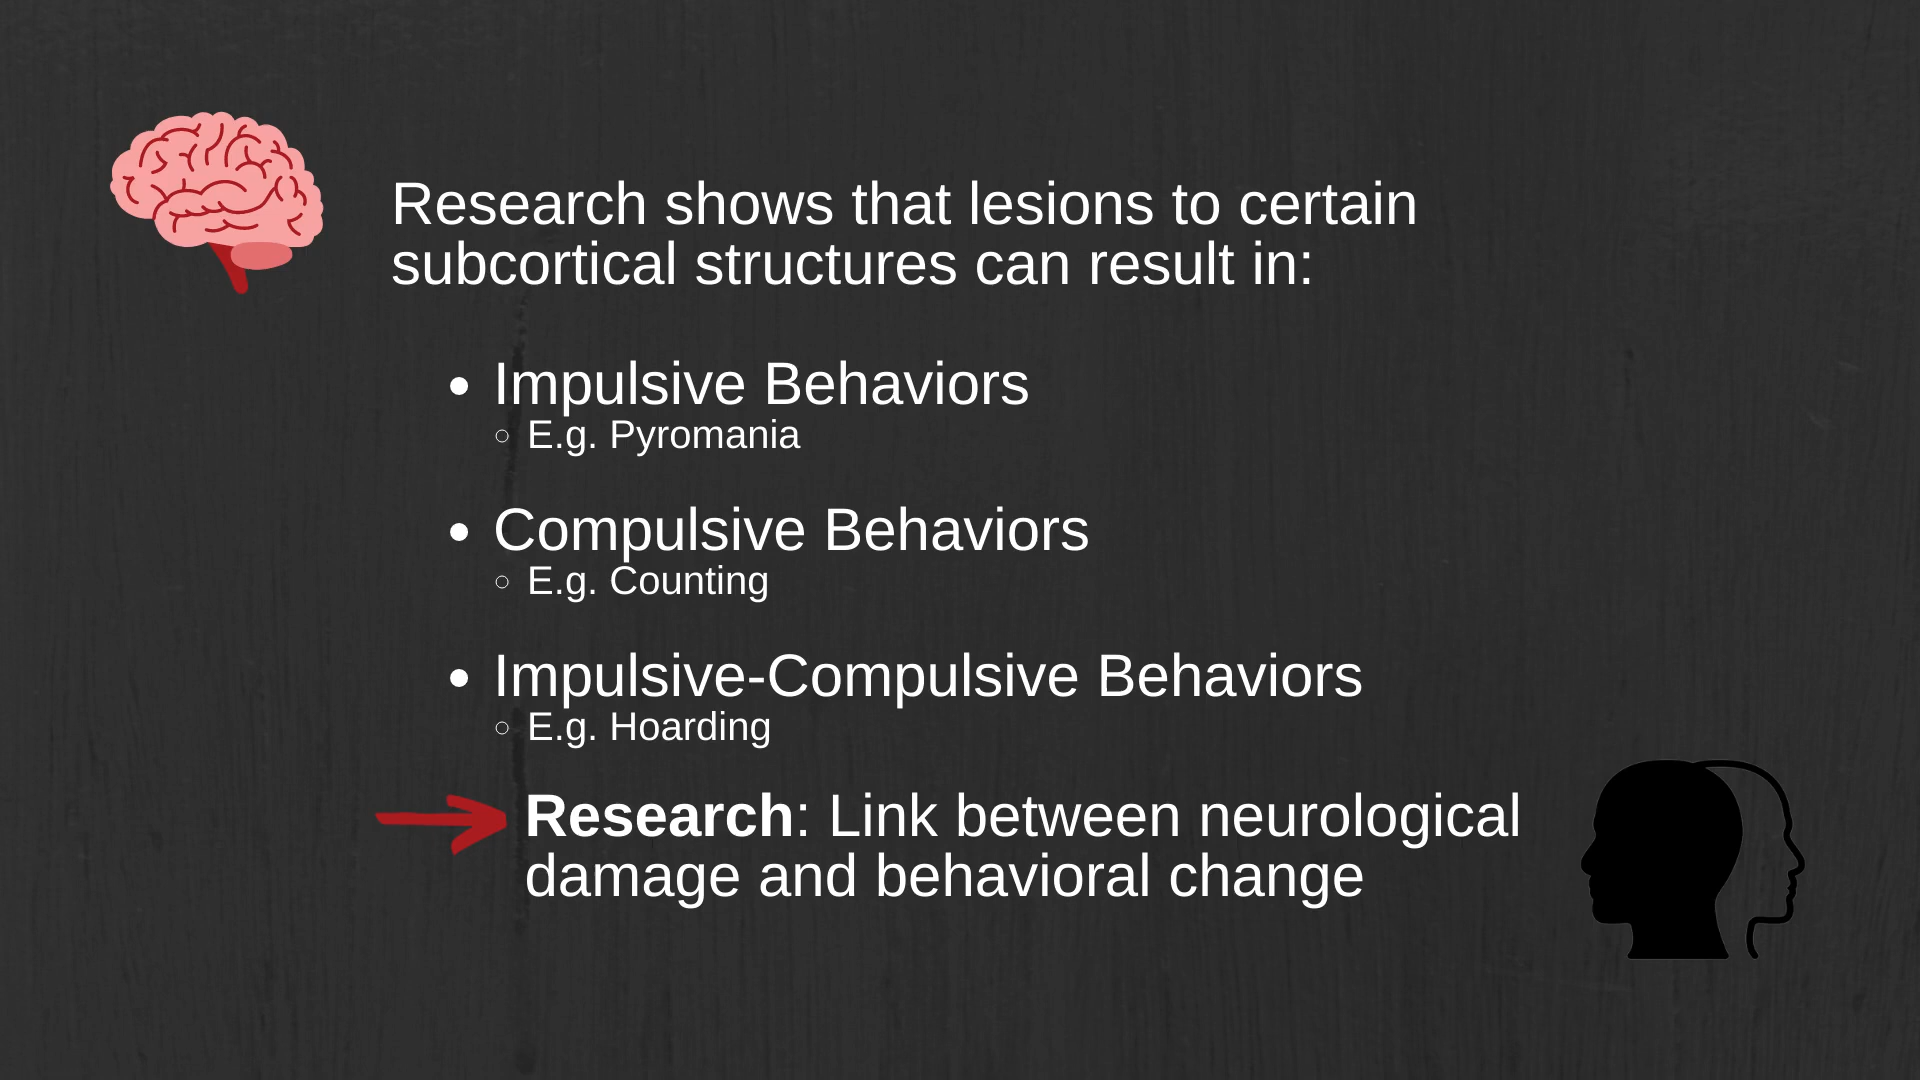 Research shows that lesions to certain
subcortical structures can result in:
• Impulsive Behaviors
○ E.g. Pyromania
• Compulsive Behaviors
○ E.g. Counting
• Impulsive-Compulsive Behaviors
○ E.g. Hoarding
Research: Link between neurological
damage and behavioral change